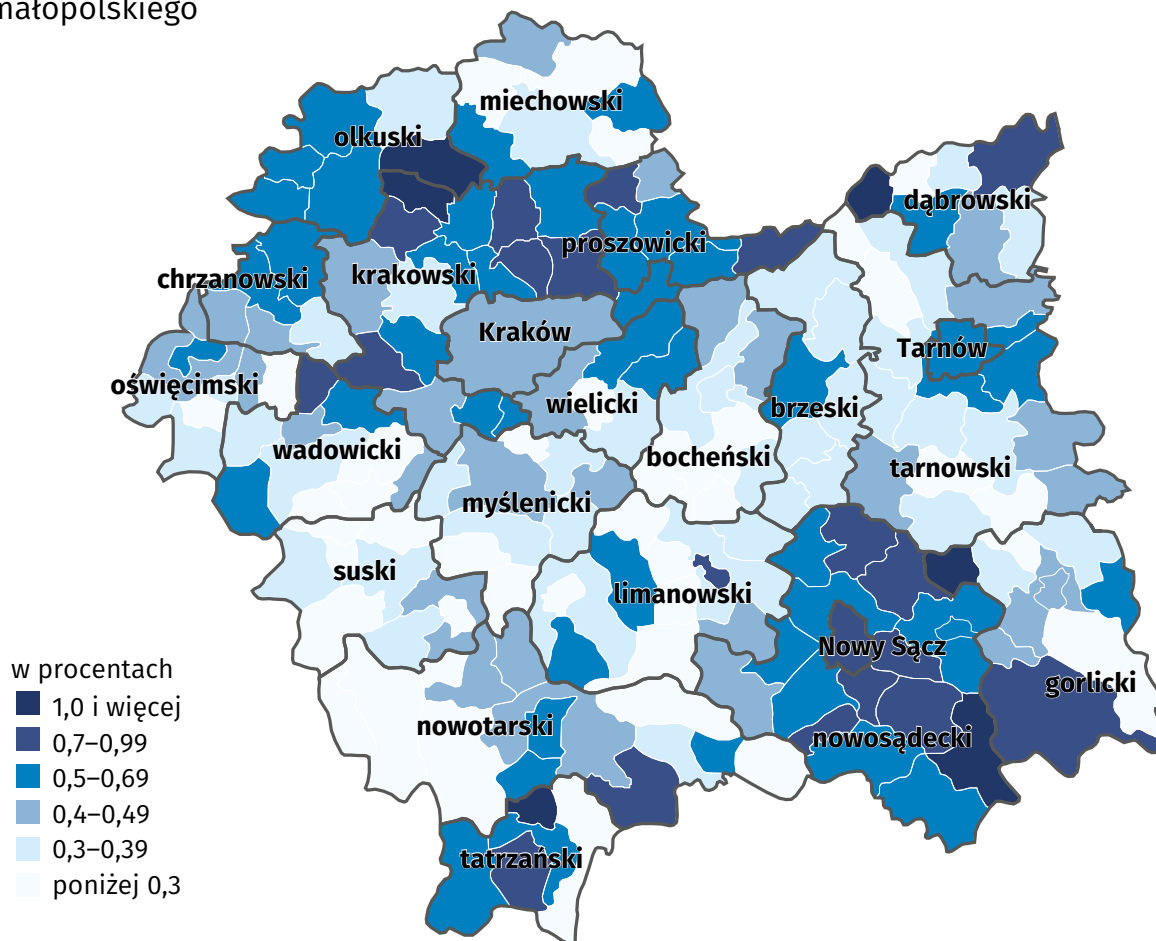 małopolskiego
miechowski
olkuski
dąbrowski
proszowicki
chrzanowski
krakowski
Kraków
Tarnów
oświęcimski
wielicki
brzeski
wadowicki
bocheński
tarnowski
myślenicki
suski
limanowski
Nowy Sącz
gorlicki
nowotarski
nowosądecki
tatrzański
w procentach
1,0 i więcej
0,7–0,99
0,5–0,69
0,4–0,49
0,3–0,39
poniżej 0,3